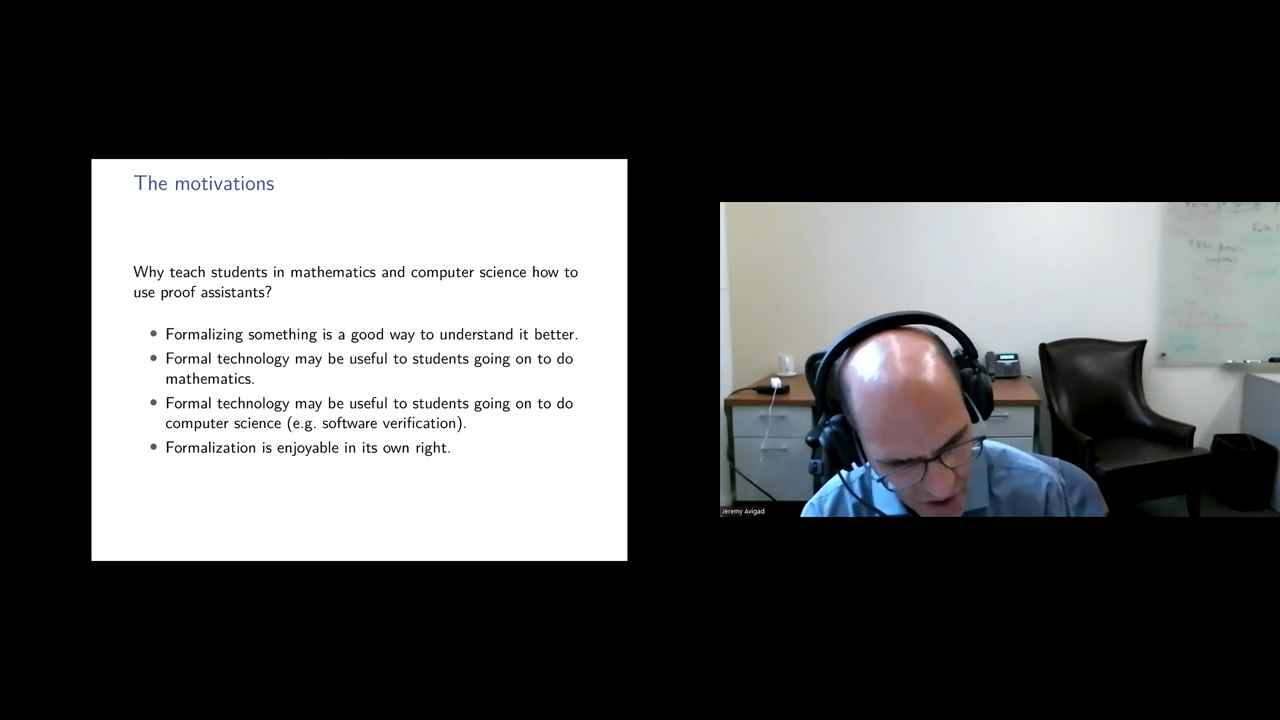 The motivations
Why teach students in mathematics and computer science how to
use proof assistants?
• Formalizing something is a good way to understand it better.
• Formal technology may be useful to students going on to do
mathematics.
• Formal technology may be useful to students going on to do
computer science (e.g. software verification).
• Formalization is enjoyable in its own right.
Jeremy Avigad